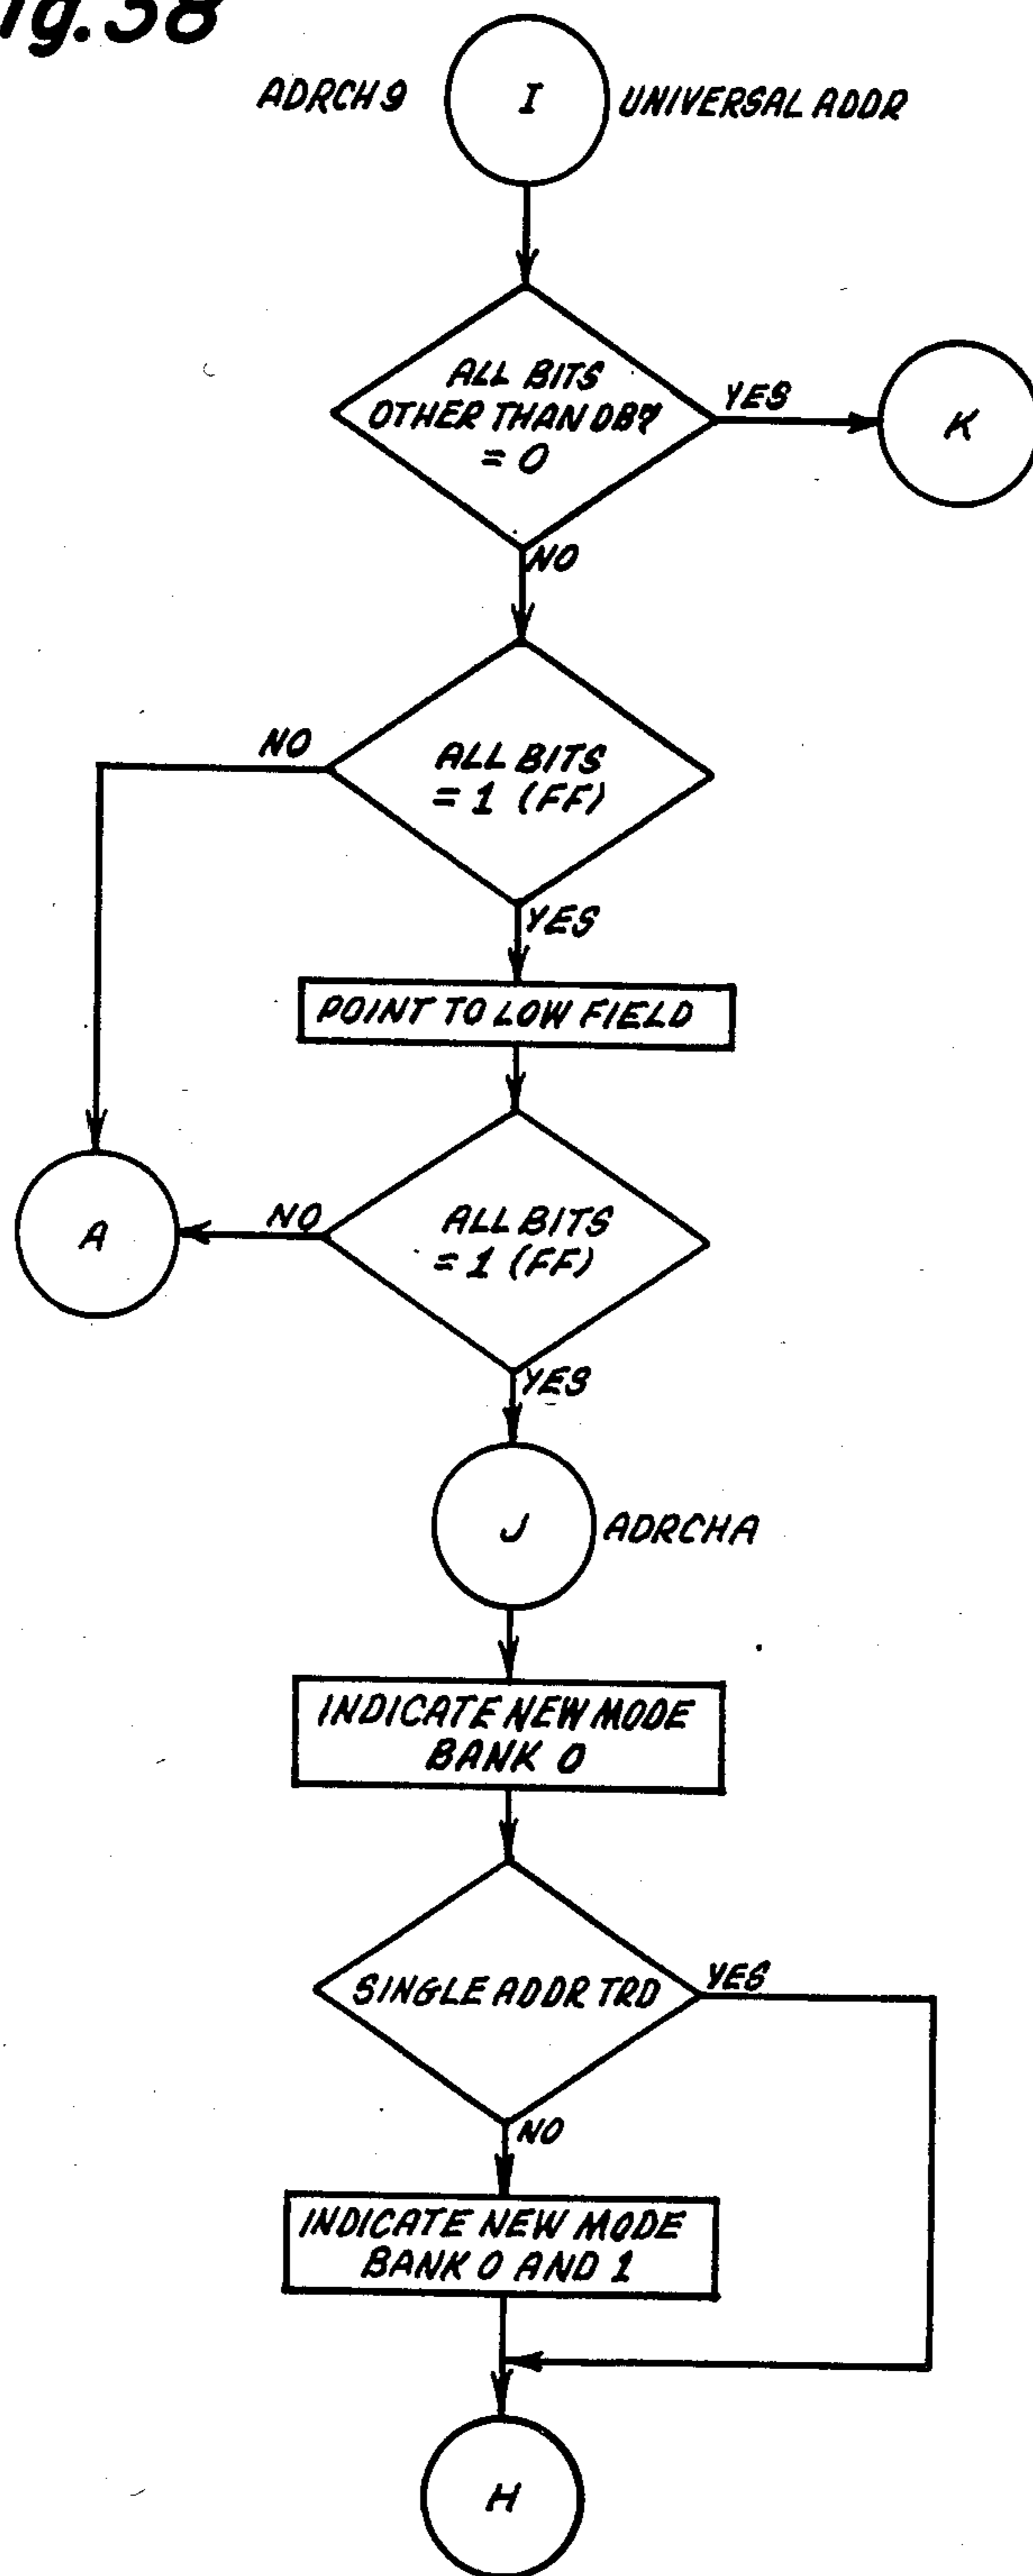 ig.38
ADRCH 9
I
UNIVERSAL ADDR
ALL BITS
OTHER THAN DB7
= 0
YES
K
NO
ALL BITS
= 1 (FF)
NO
YES
POINT TO LOW FIELD
ALL BITS
= 1 (FF)
NO
A
YES
J
ADRCHA
INDICATE NEW MODE
BANK 0
SINGLE ADDR TRD
YES
NO
INDICATE NEW MODE
BANK 0 AND 1
H